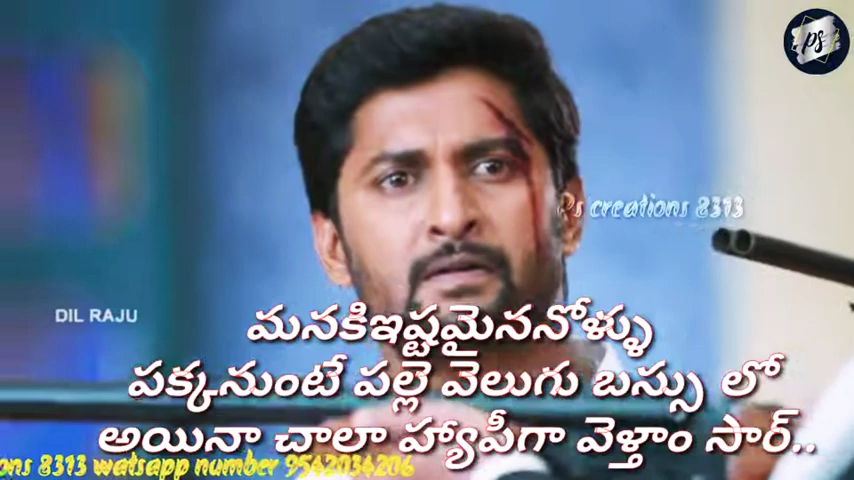 ps
Ps creations 8313
DIL RAJU
మనకిఇష్టమైననోళ్ళు
పక్కనుంటే పల్లె వెలుగు బస్సు లో
అయినా చాలా హ్యాపీగా వెళ్తాం సార్..
ons 8313 watsapp number 9542034206